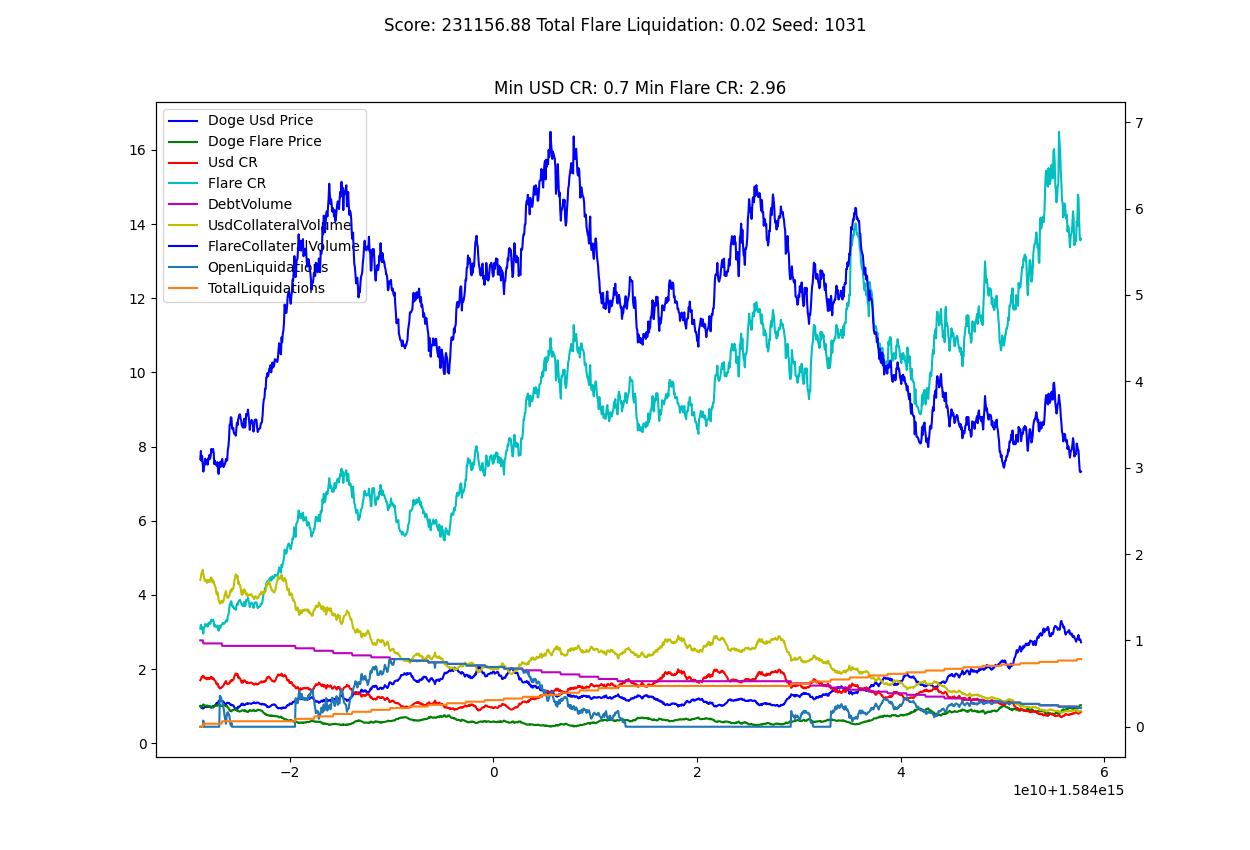 Score: 231156.88 Total Flare Liquidation: 0.02 Seed: 1031
Min USD CR: 0.7 Min Flare CR: 2.96
Doge Usd Price
Doge Flare Price
Usd CR
Flare CR
DebtVolume
UsdCollateralVolume
FlareCollateralVolume
OpenLiquidations
TotalLiquidations
16
14
12
10
8
6
4
2
0
7
6
5
4
3
2
1
0
−2 0 2 4 6
1e10+1.584e15